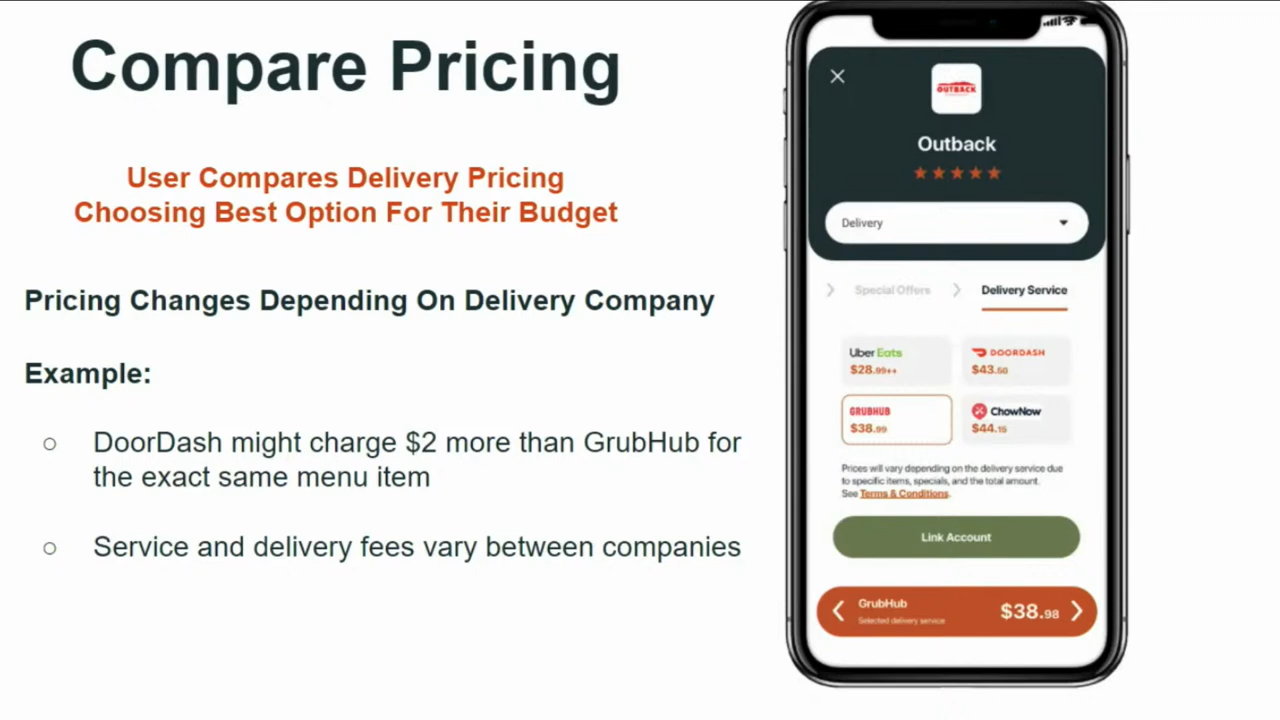 Compare Pricing
User Compares Delivery Pricing
Choosing Best Option For Their Budget
Pricing Changes Depending On Delivery Company
Example:
DoorDash might charge $2 more than GrubHub for
the exact same menu item
Service and delivery fees vary between companies
OUTBACK
Outback
Delivery
Special Offers
Delivery Service
Uber Eats
$28.99++
DOORDASH
$43.50
GRUBHUB
$38.99
ChowNow
$44.15
Prices will vary depending on the delivery service due
to specific items, specials, and the total amount.
See Terms & Conditions.
Link Account
GrubHub
Selected delivery service
$38.98